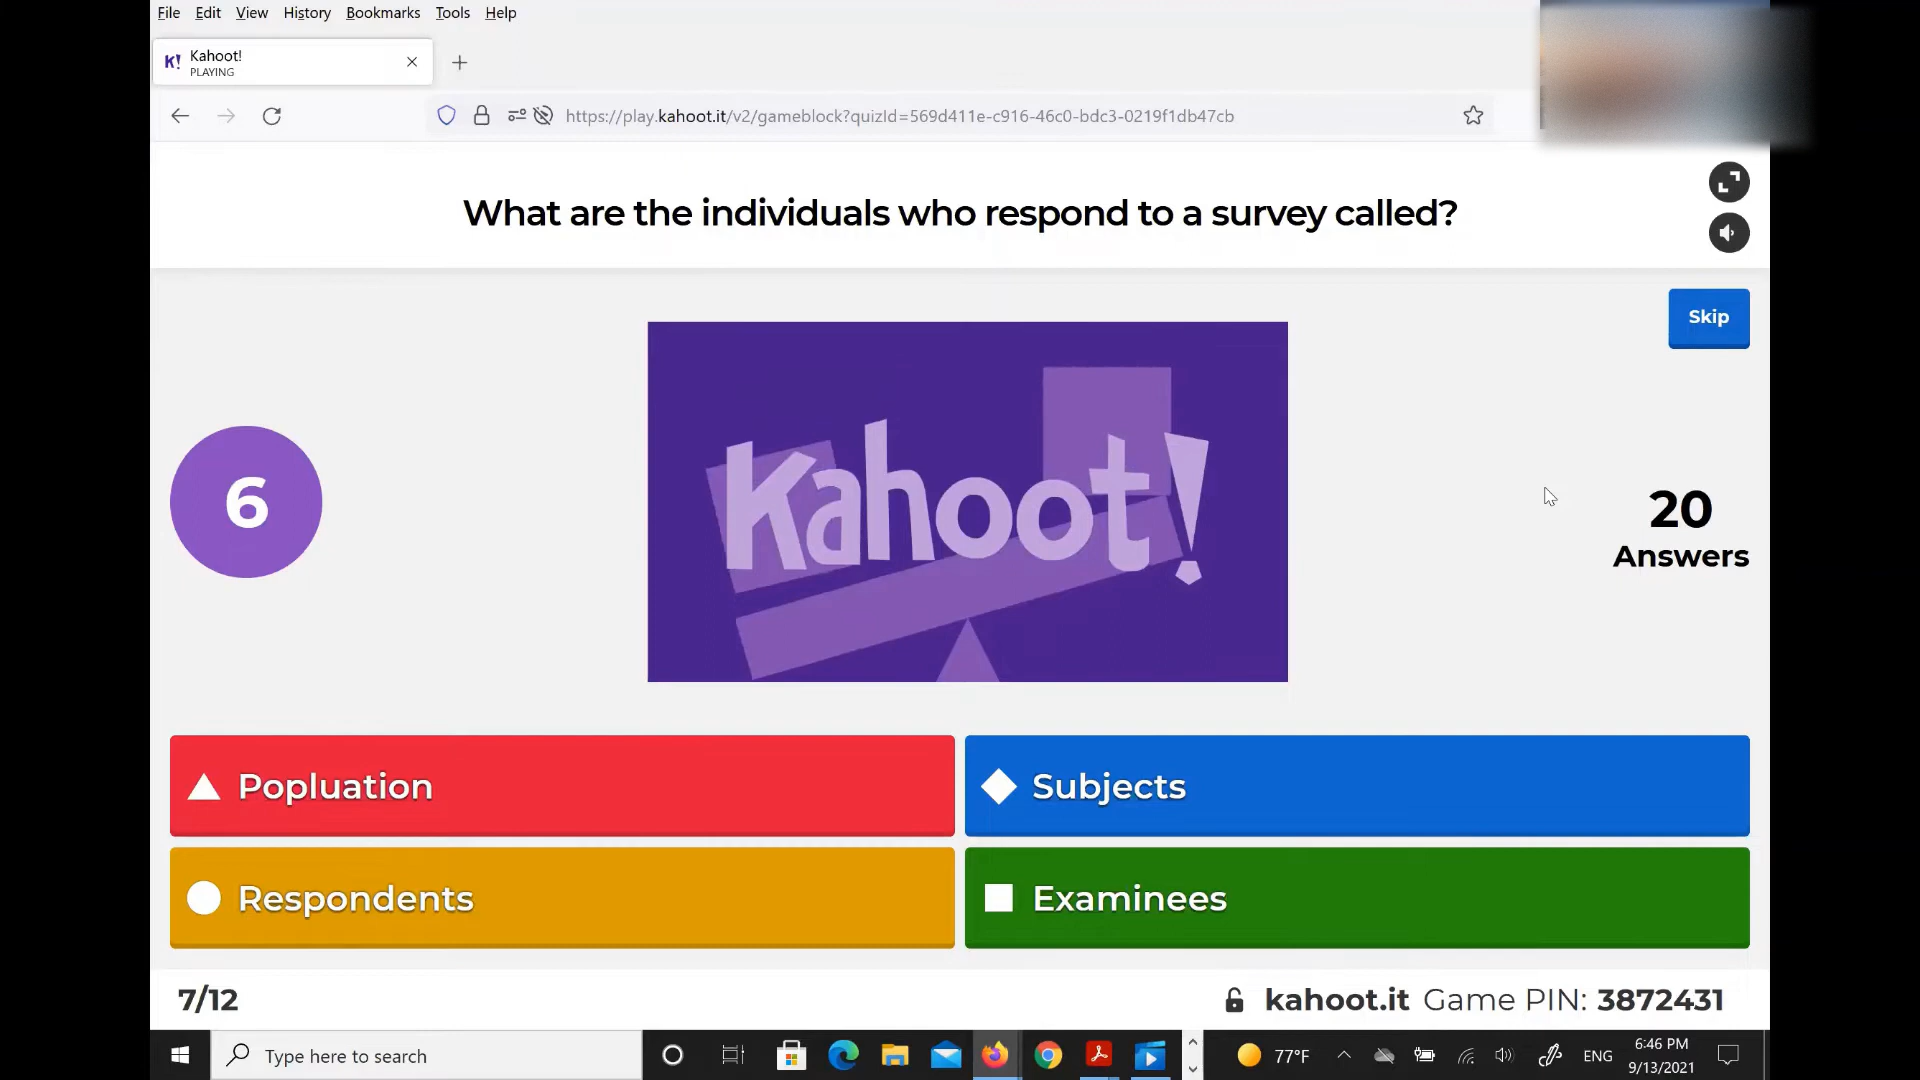 File Edit View History Bookmarks Tools Help
K! Kahoot!
PLAYING
https://play.kahoot.it/v2/gameblock?quizId=569d411e-c916-46c0-bdc3-0219f1db47cb
What are the individuals who respond to a survey called?
Skip
Kahoot!
6
20
Answers
Popluation
Subjects
Respondents
Examinees
7/12
kahoot.it Game PIN: 3872431
Type here to search
77°F
ENG
6:46 PM
9/13/2021